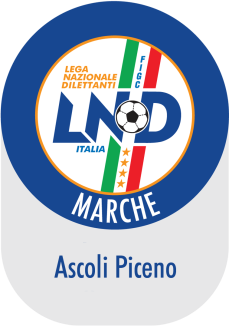 LEGA
NAZIONALE
DILETTANTI
FIGC
LND
ITALIA
MARCHE
Ascoli Piceno